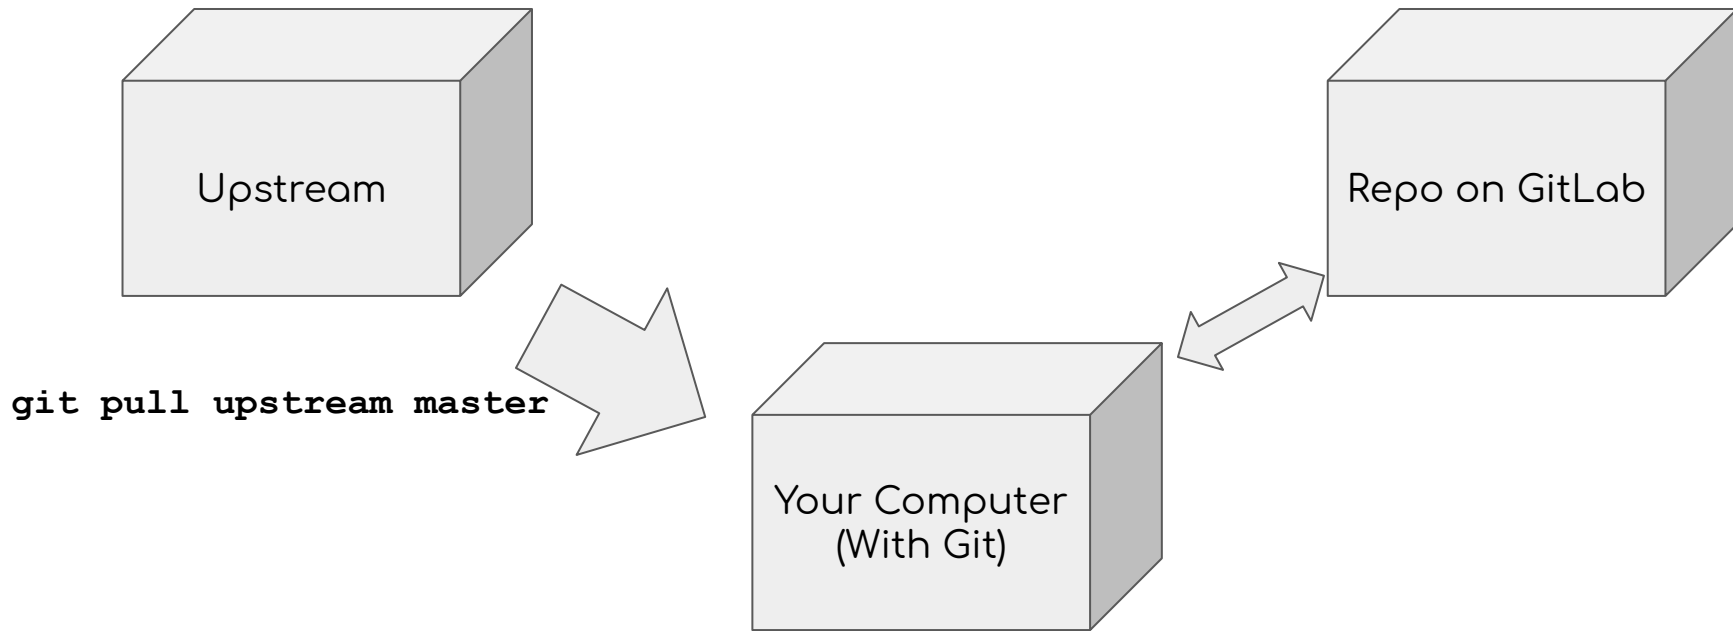 Upstream
Repo on GitLab
git pull upstream master
Your Computer
(With Git)